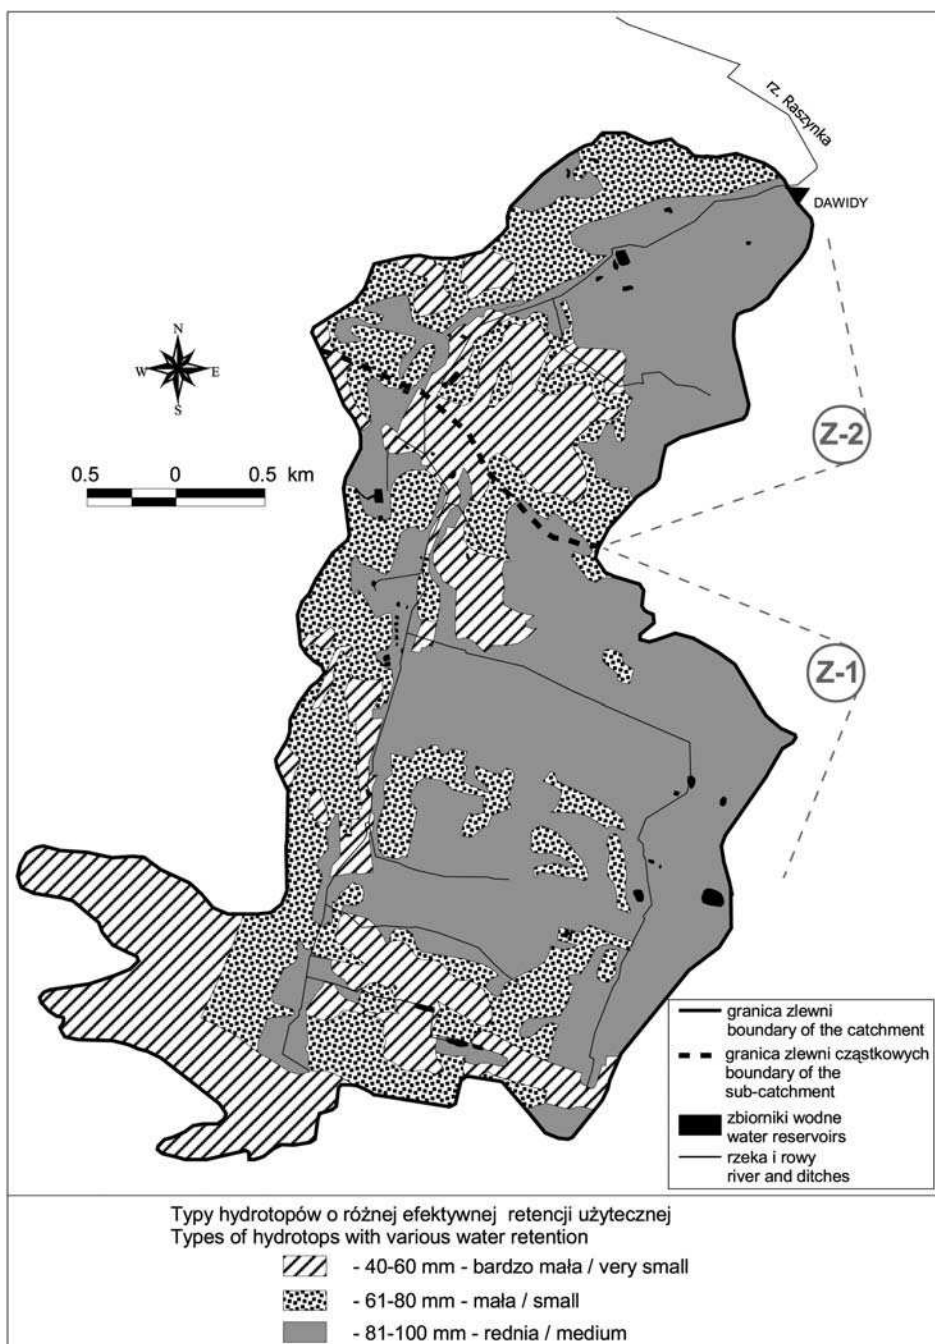 rz. Raszynka
DAWIDY
N
W E
S
Z-2
0.5 0 0.5 km
Z-1
granica zlewni
boundary of the catchment
granica zlewni cząstkowych
boundary of the
sub-catchment
zbiorniki wodne
water reservoirs
rzeka i rowy
river and ditches
Typy hydrotopów o różnej efektywnej retencji użytecznej
Types of hydrotops with various water retention
- 40-60 mm - bardzo mała / very small
- 61-80 mm - mała / small
- 81-100 mm - rednia / medium